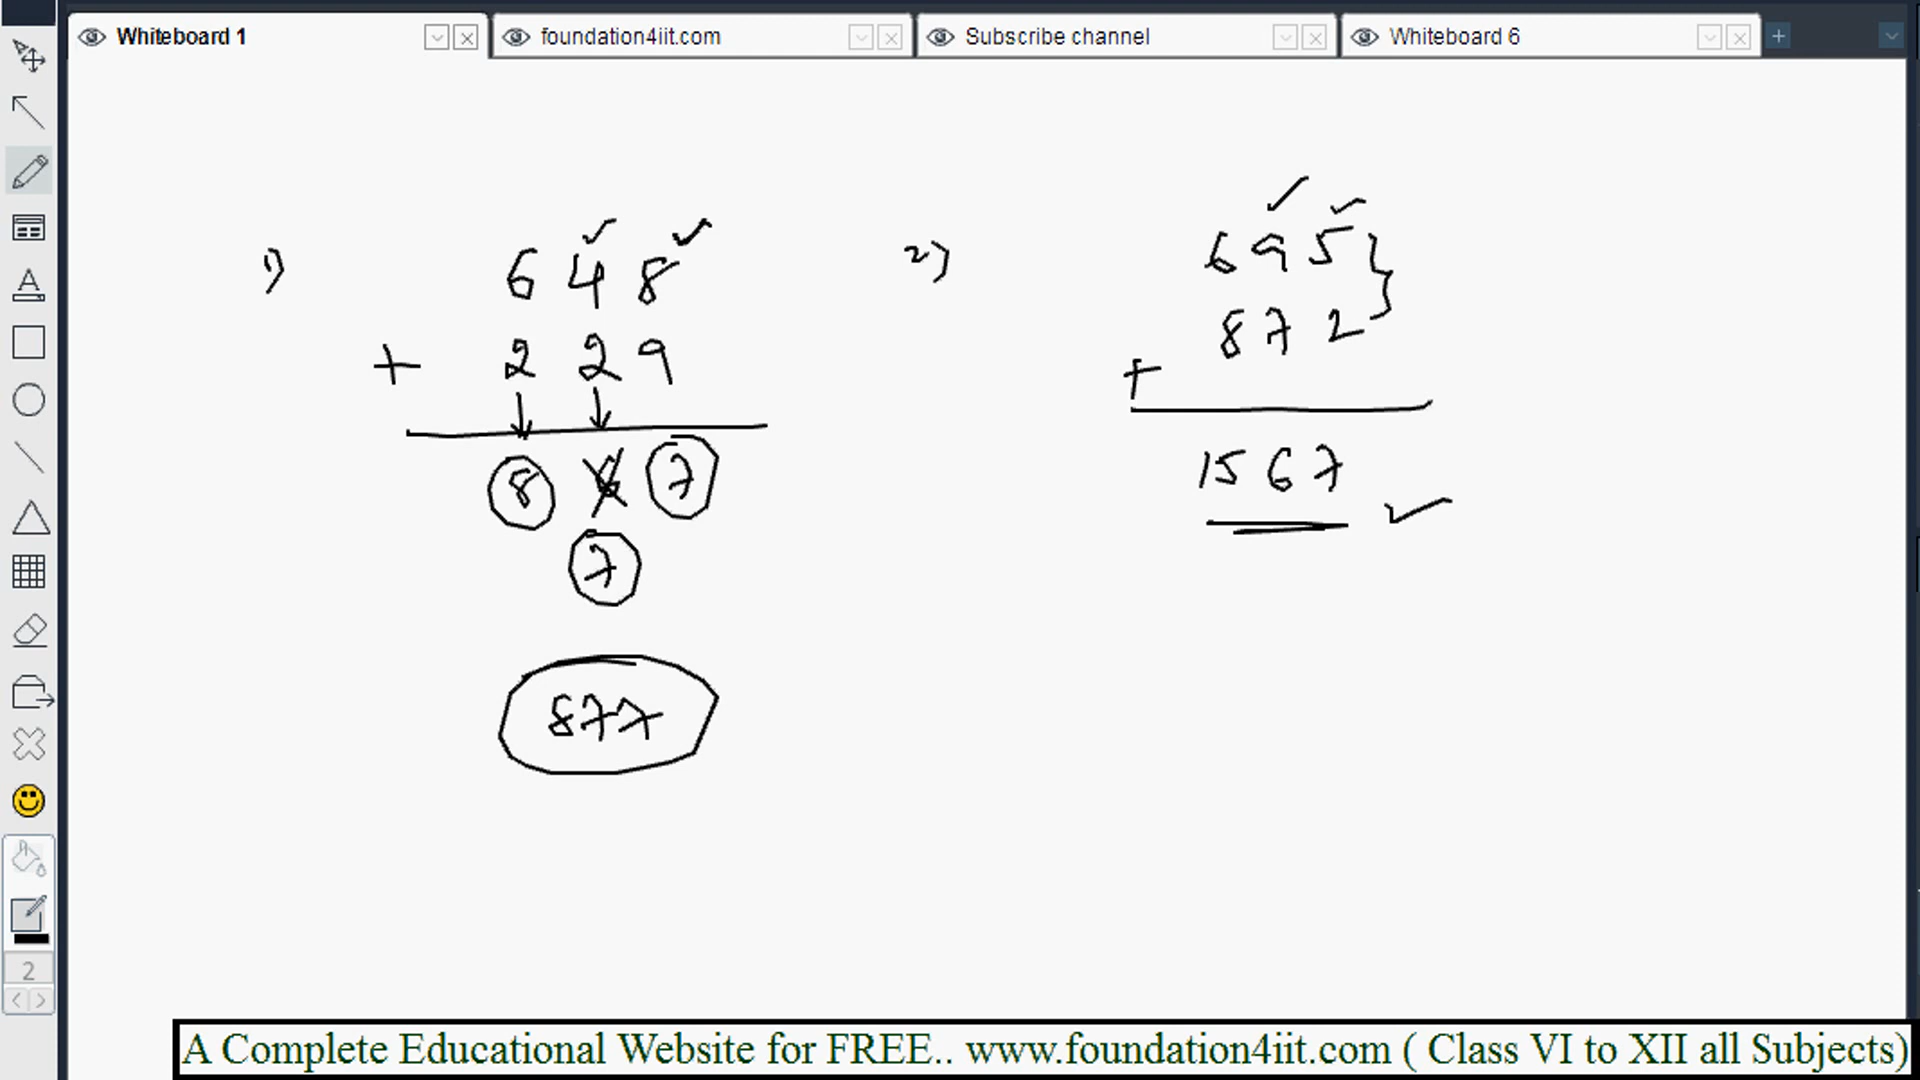 Whiteboard 1
foundation4iit.com
Subscribe channel
Whiteboard 6
1)
6 4 8
+ 2 2 9
8 6 7
7
877
2)
6 9 5
8 7 2
+
1567
2
A Complete Educational Website for FREE.. www.foundation4iit.com ( Class VI to XII all Subjects)